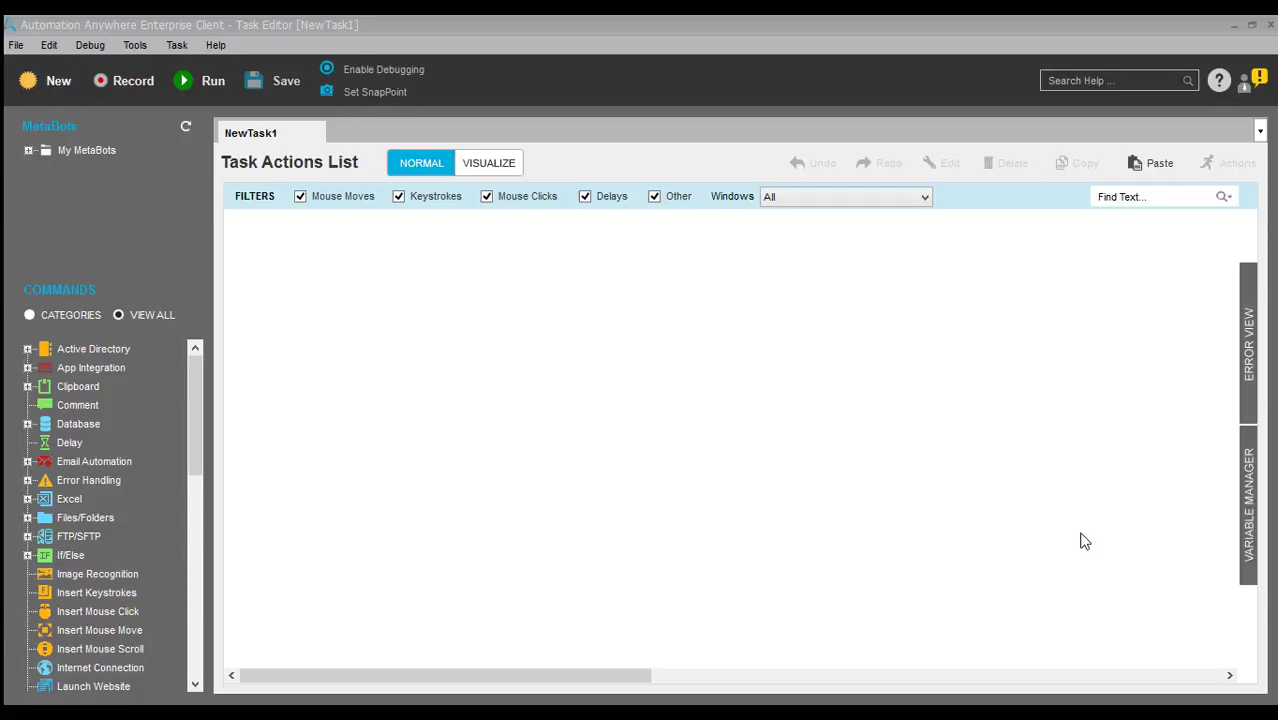 Automation Anywhere Enterprise Client - Task Editor [NewTask1]
File Edit Debug Tools Task Help
New Record Run Save
Enable Debugging
Set SnapPoint
Search Help ...
MetaBots
My MetaBots
NewTask1
Task Actions List NORMAL VISUALIZE Undo Redo Edit Delete Copy Paste Actions
FILTERS Mouse Moves Keystrokes Mouse Clicks Delays Other Windows All Find Text...
COMMANDS
CATEGORIES VIEW ALL
Active Directory
App Integration
Clipboard
Comment
Database
Delay
Email Automation
Error Handling
Excel
Files/Folders
FTP/SFTP
IF If/Else
Image Recognition
Insert Keystrokes
Insert Mouse Click
Insert Mouse Move
Insert Mouse Scroll
Internet Connection
Launch Website
ERROR VIEW
VARIABLE MANAGER